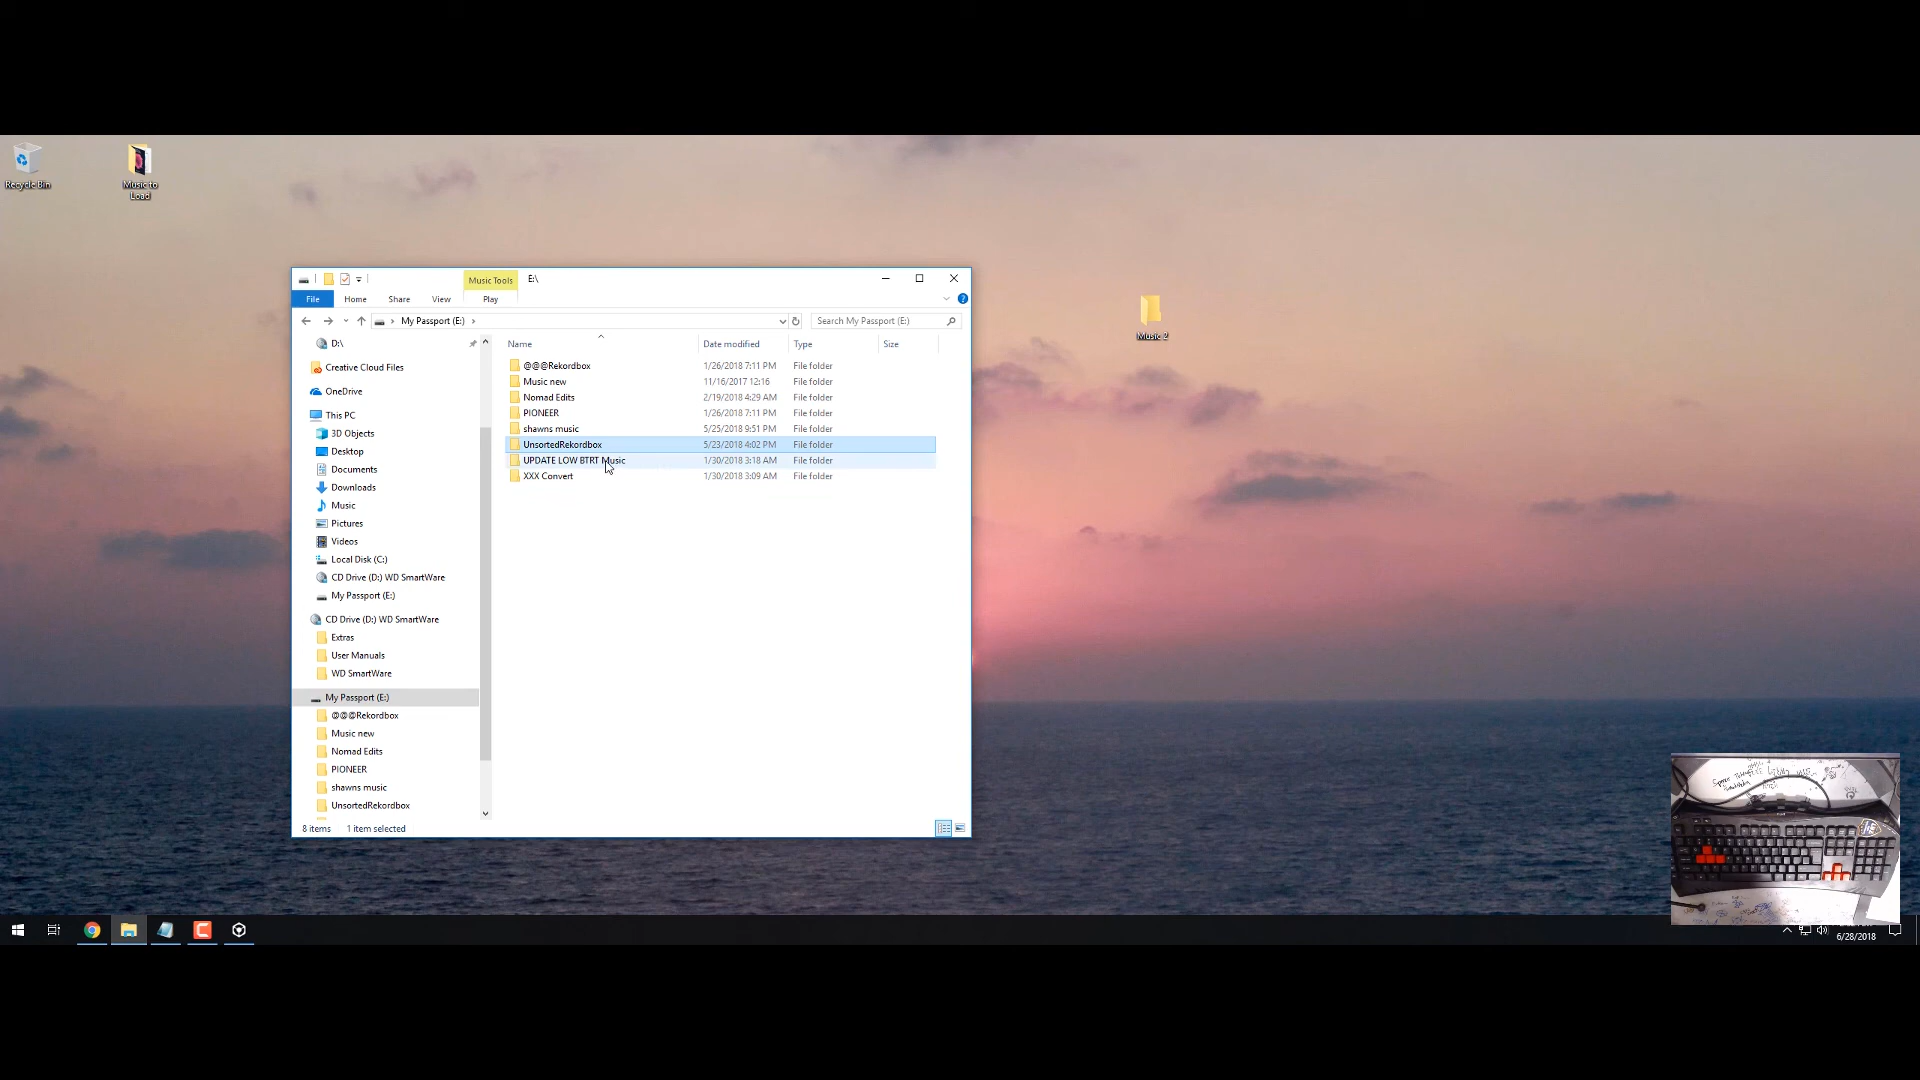 Recycle Bin
Music to
Load
Music Tools
E:\
File
Home
Share
View
Play
My Passport (E:)
Search My Passport (E:)
D:\
Creative Cloud Files
OneDrive
This PC
3D Objects
Desktop
Documents
Downloads
Music
Pictures
Videos
Local Disk (C:)
CD Drive (D:) WD SmartWare
My Passport (E:)
CD Drive (D:) WD SmartWare
Extras
User Manuals
WD SmartWare
My Passport (E:)
@@@Rekordbox
Music new
Nomad Edits
PIONEER
shawns music
UnsortedRekordbox
Name Date modified Type Size
@@@Rekordbox 1/26/2018 7:11 PM File folder
Music new 11/16/2017 12:16 File folder
Nomad Edits 2/19/2018 4:29 AM File folder
PIONEER 1/26/2018 7:11 PM File folder
shawns music 5/25/2018 9:51 PM File folder
UnsortedRekordbox 5/23/2018 4:02 PM File folder
UPDATE LOW BTRT Music 1/30/2018 3:18 AM File folder
XXX Convert 1/30/2018 3:09 AM File folder
8 items 1 item selected
Music 2
6/28/2018